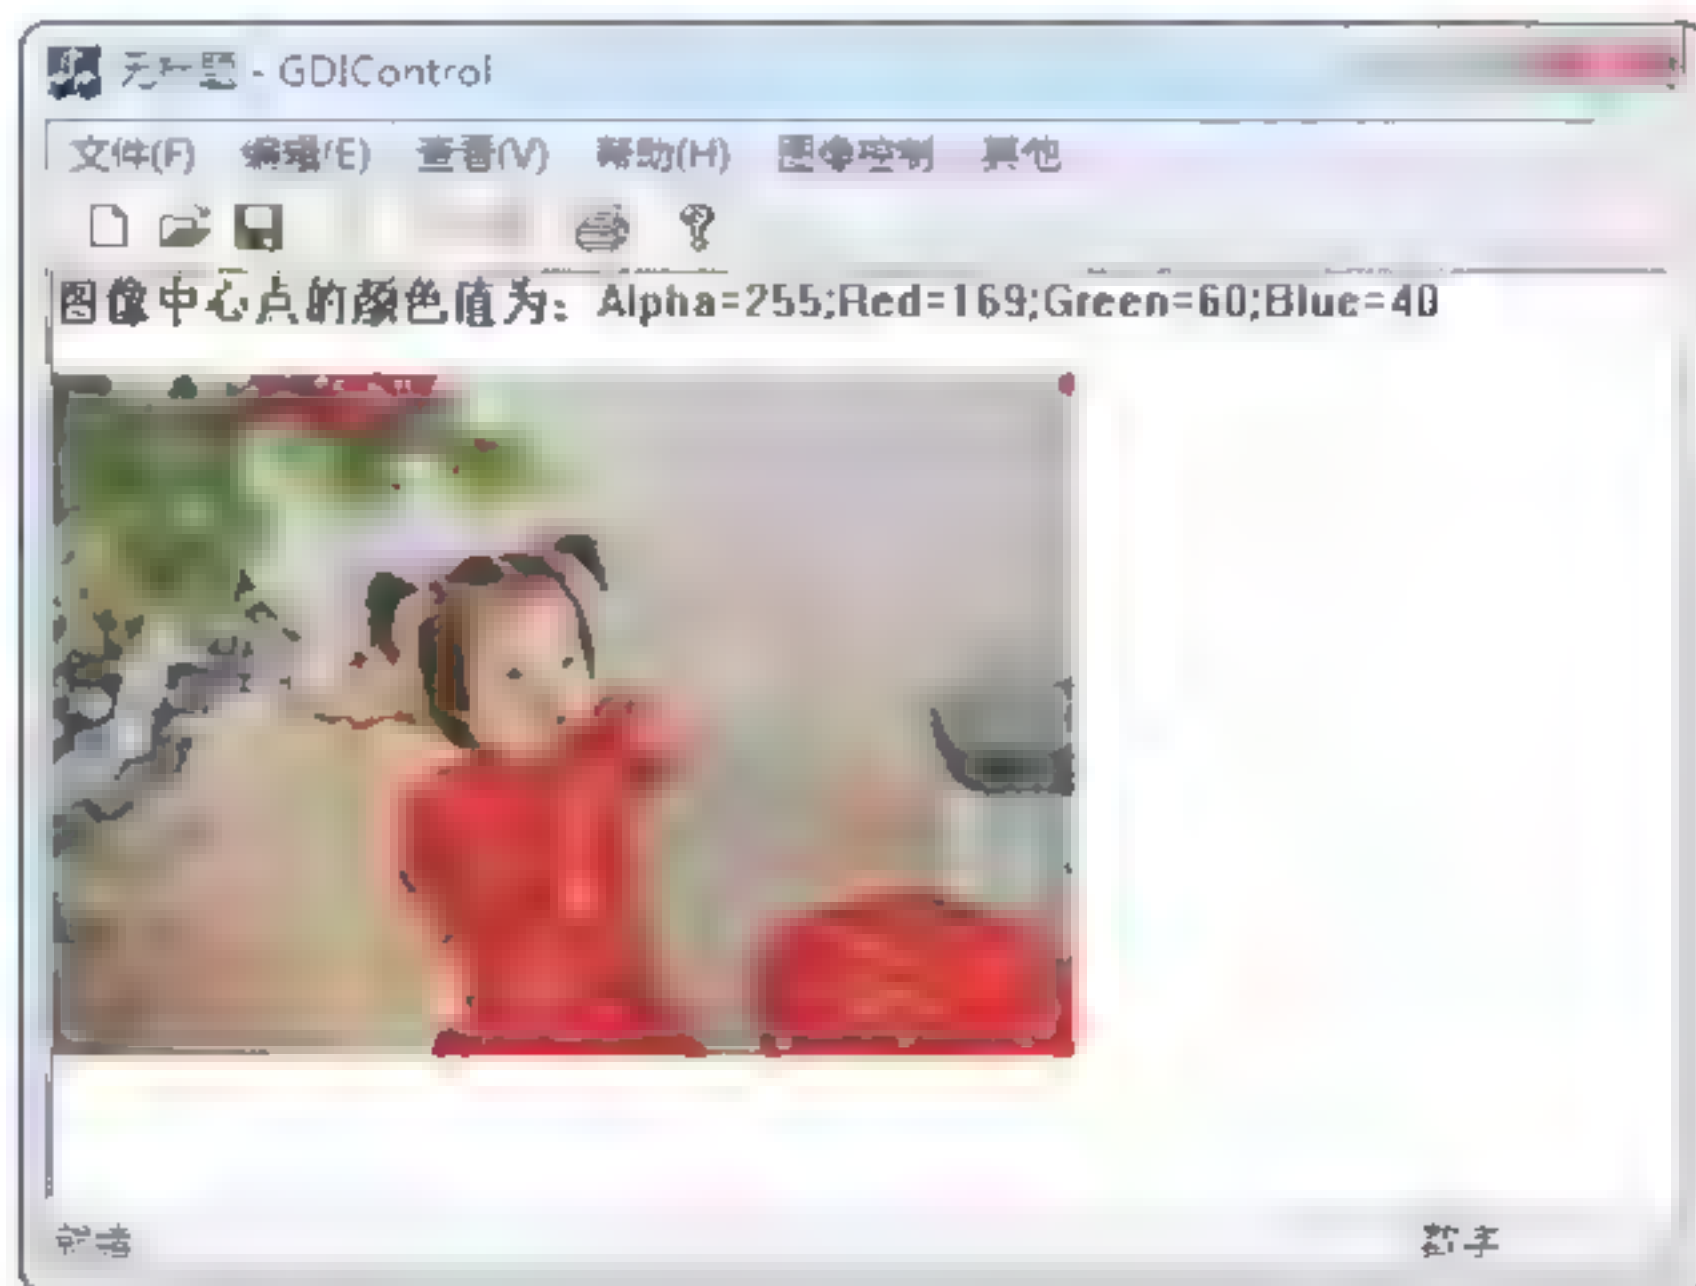 无标题 - GDIControl
文件(F) 编辑(E) 查看(V) 帮助(H) 图像控制 其他
图像中心点的颜色值为：Alpha=255;Red=169;Green=60;Blue=40
就绪 数字